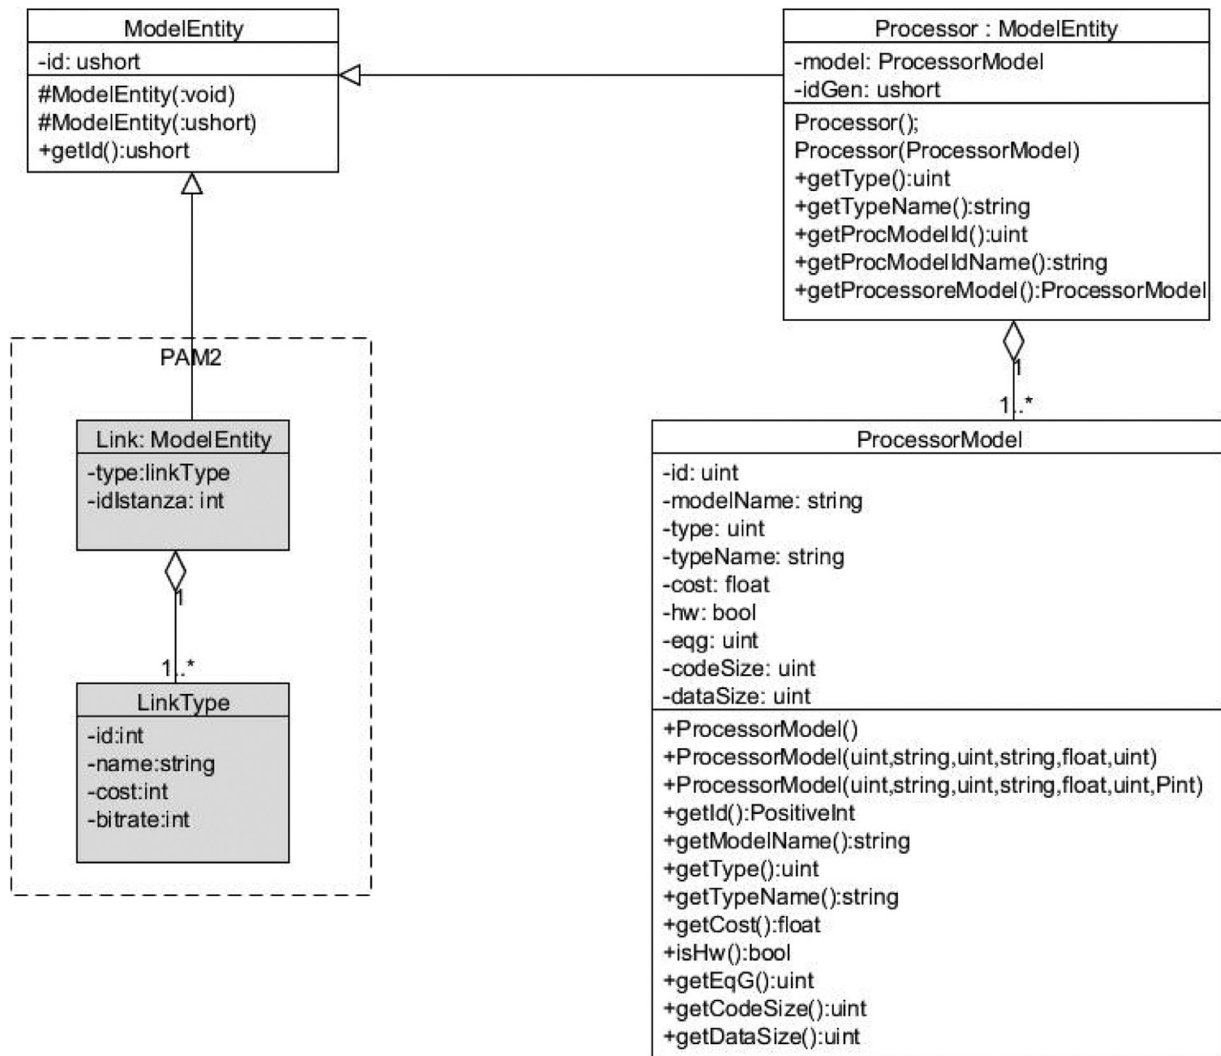 ModelEntity
-id: ushort
#ModelEntity(:void)
#ModelEntity(:ushort)
+getId():ushort
Processor : ModelEntity
-model: ProcessorModel
-idGen: ushort
Processor();
Processor(ProcessorModel)
+getType():uint
+getTypeName():string
+getProcModelId():uint
+getProcModelIdName():string
+getProcessoreModel():ProcessorModel
1
1..*
PAM2
Link: ModelEntity
-type:linkType
-idIstanza: int
1
1..*
LinkType
-id:int
-name:string
-cost:int
-bitrate:int
ProcessorModel
-id: uint
-modelName: string
-type: uint
-typeName: string
-cost: float
-hw: bool
-eqg: uint
-codeSize: uint
-dataSize: uint
+ProcessorModel()
+ProcessorModel(uint,string,uint,string,float,uint)
+ProcessorModel(uint,string,uint,string,float,uint,Pint)
+getId():PositiveInt
+getModelName():string
+getType():uint
+getTypeName():string
+getCost():float
+isHw():bool
+getEqG():uint
+getCodeSize():uint
+getDataSize():uint